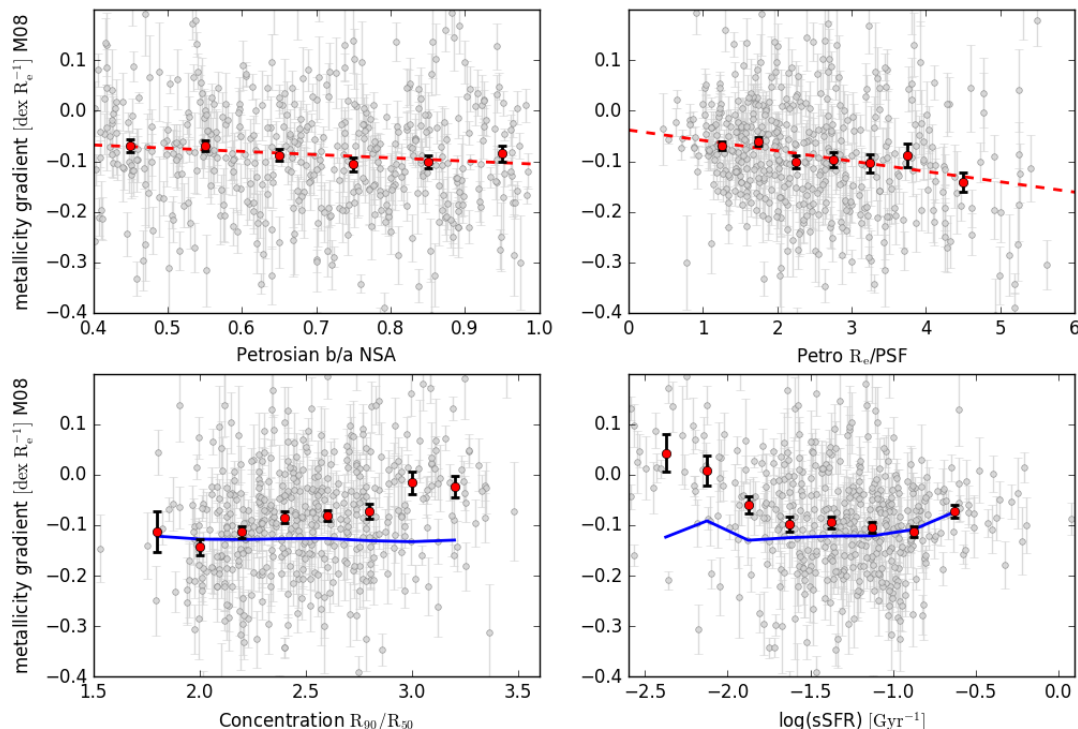 metallicity gradient [dex R_e^{-1}] M08
0.1
0.0
−0.1
−0.2
−0.3
−0.4
0.4 0.5 0.6 0.7 0.8 0.9 1.0
Petrosian b/a NSA
0.1
0.0
−0.1
−0.2
−0.3
−0.4
0 1 2 3 4 5 6
Petro R_e/PSF
metallicity gradient [dex R_e^{-1}] M08
0.1
0.0
−0.1
−0.2
−0.3
−0.4
1.5 2.0 2.5 3.0 3.5
Concentration R_{90}/R_{50}
0.1
0.0
−0.1
−0.2
−0.3
−0.4
−2.5 −2.0 −1.5 −1.0 −0.5 0.0
log(sSFR) [Gyr^{-1}]